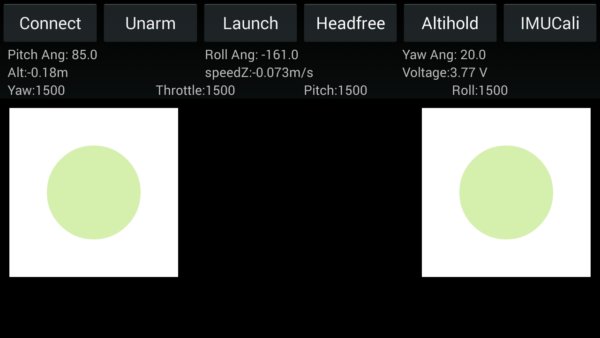 Connect Unarm Launch Headfree Altihold IMUCali
Pitch Ang: 85.0 Roll Ang: -161.0 Yaw Ang: 20.0
Alt:-0.18m speedZ:-0.073m/s Voltage:3.77 V
Yaw:1500 Throttle:1500 Pitch:1500 Roll:1500